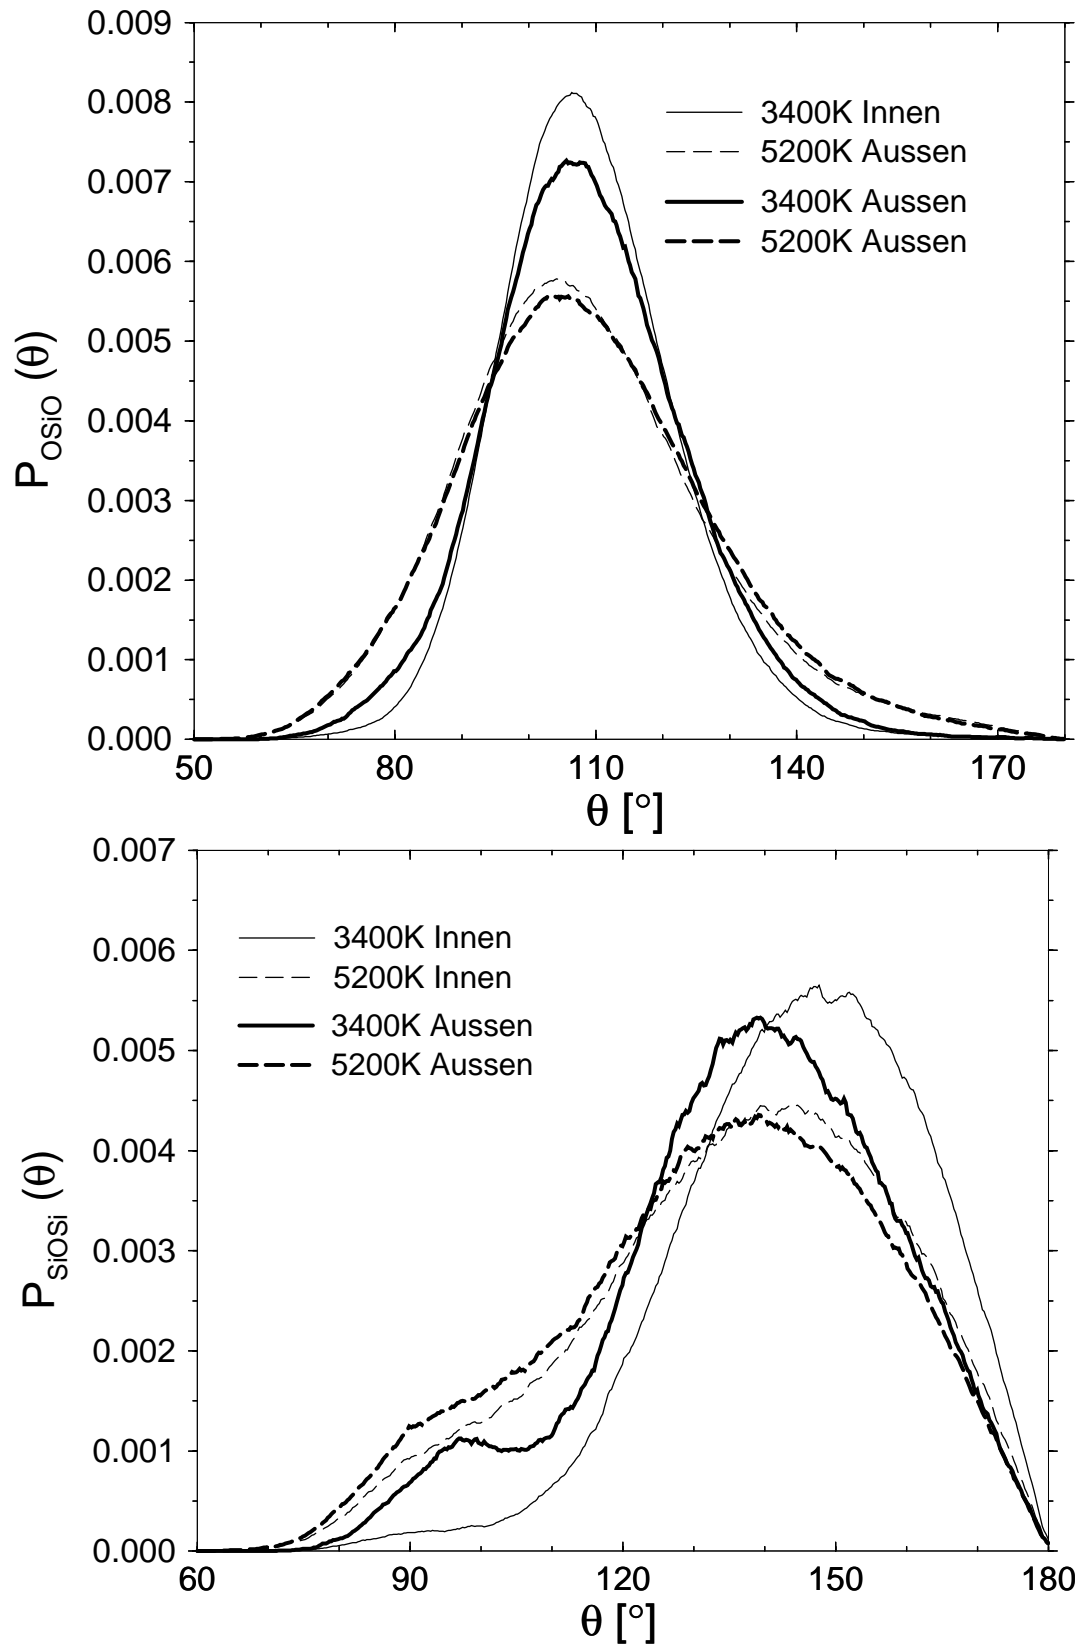 0.009
0.008
0.007
0.006
0.005
0.004
0.003
0.002
0.001
0.000
P OSiO (θ)
3400K Innen
5200K Aussen
3400K Aussen
5200K Aussen
50 80 110 140 170
θ [°]
0.007
0.006
0.005
0.004
0.003
0.002
0.001
0.000
P SiOSi (θ)
3400K Innen
5200K Innen
3400K Aussen
5200K Aussen
60 90 120 150 180
θ [°]